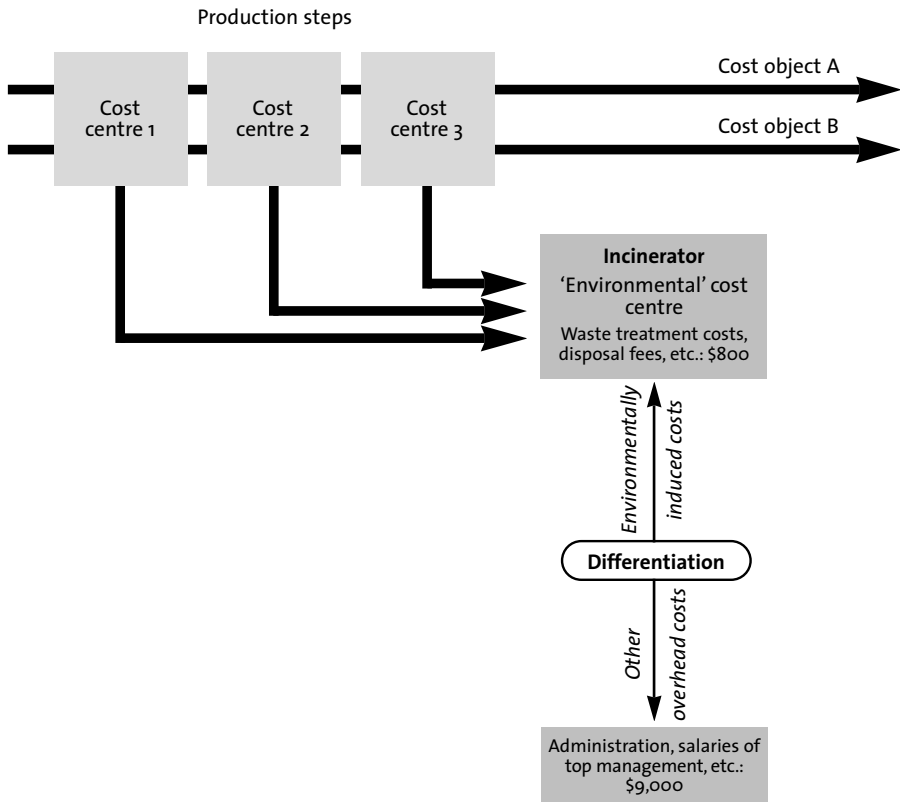 Production steps
Cost object A
Cost
centre 1
Cost
centre 2
Cost
centre 3
Cost object B
Incinerator
‘Environmental’ cost
centre
Waste treatment costs,
disposal fees, etc.: $800
Environmentally
induced costs
Differentiation
Other
overhead costs
Administration, salaries of
top management, etc.:
$9,000